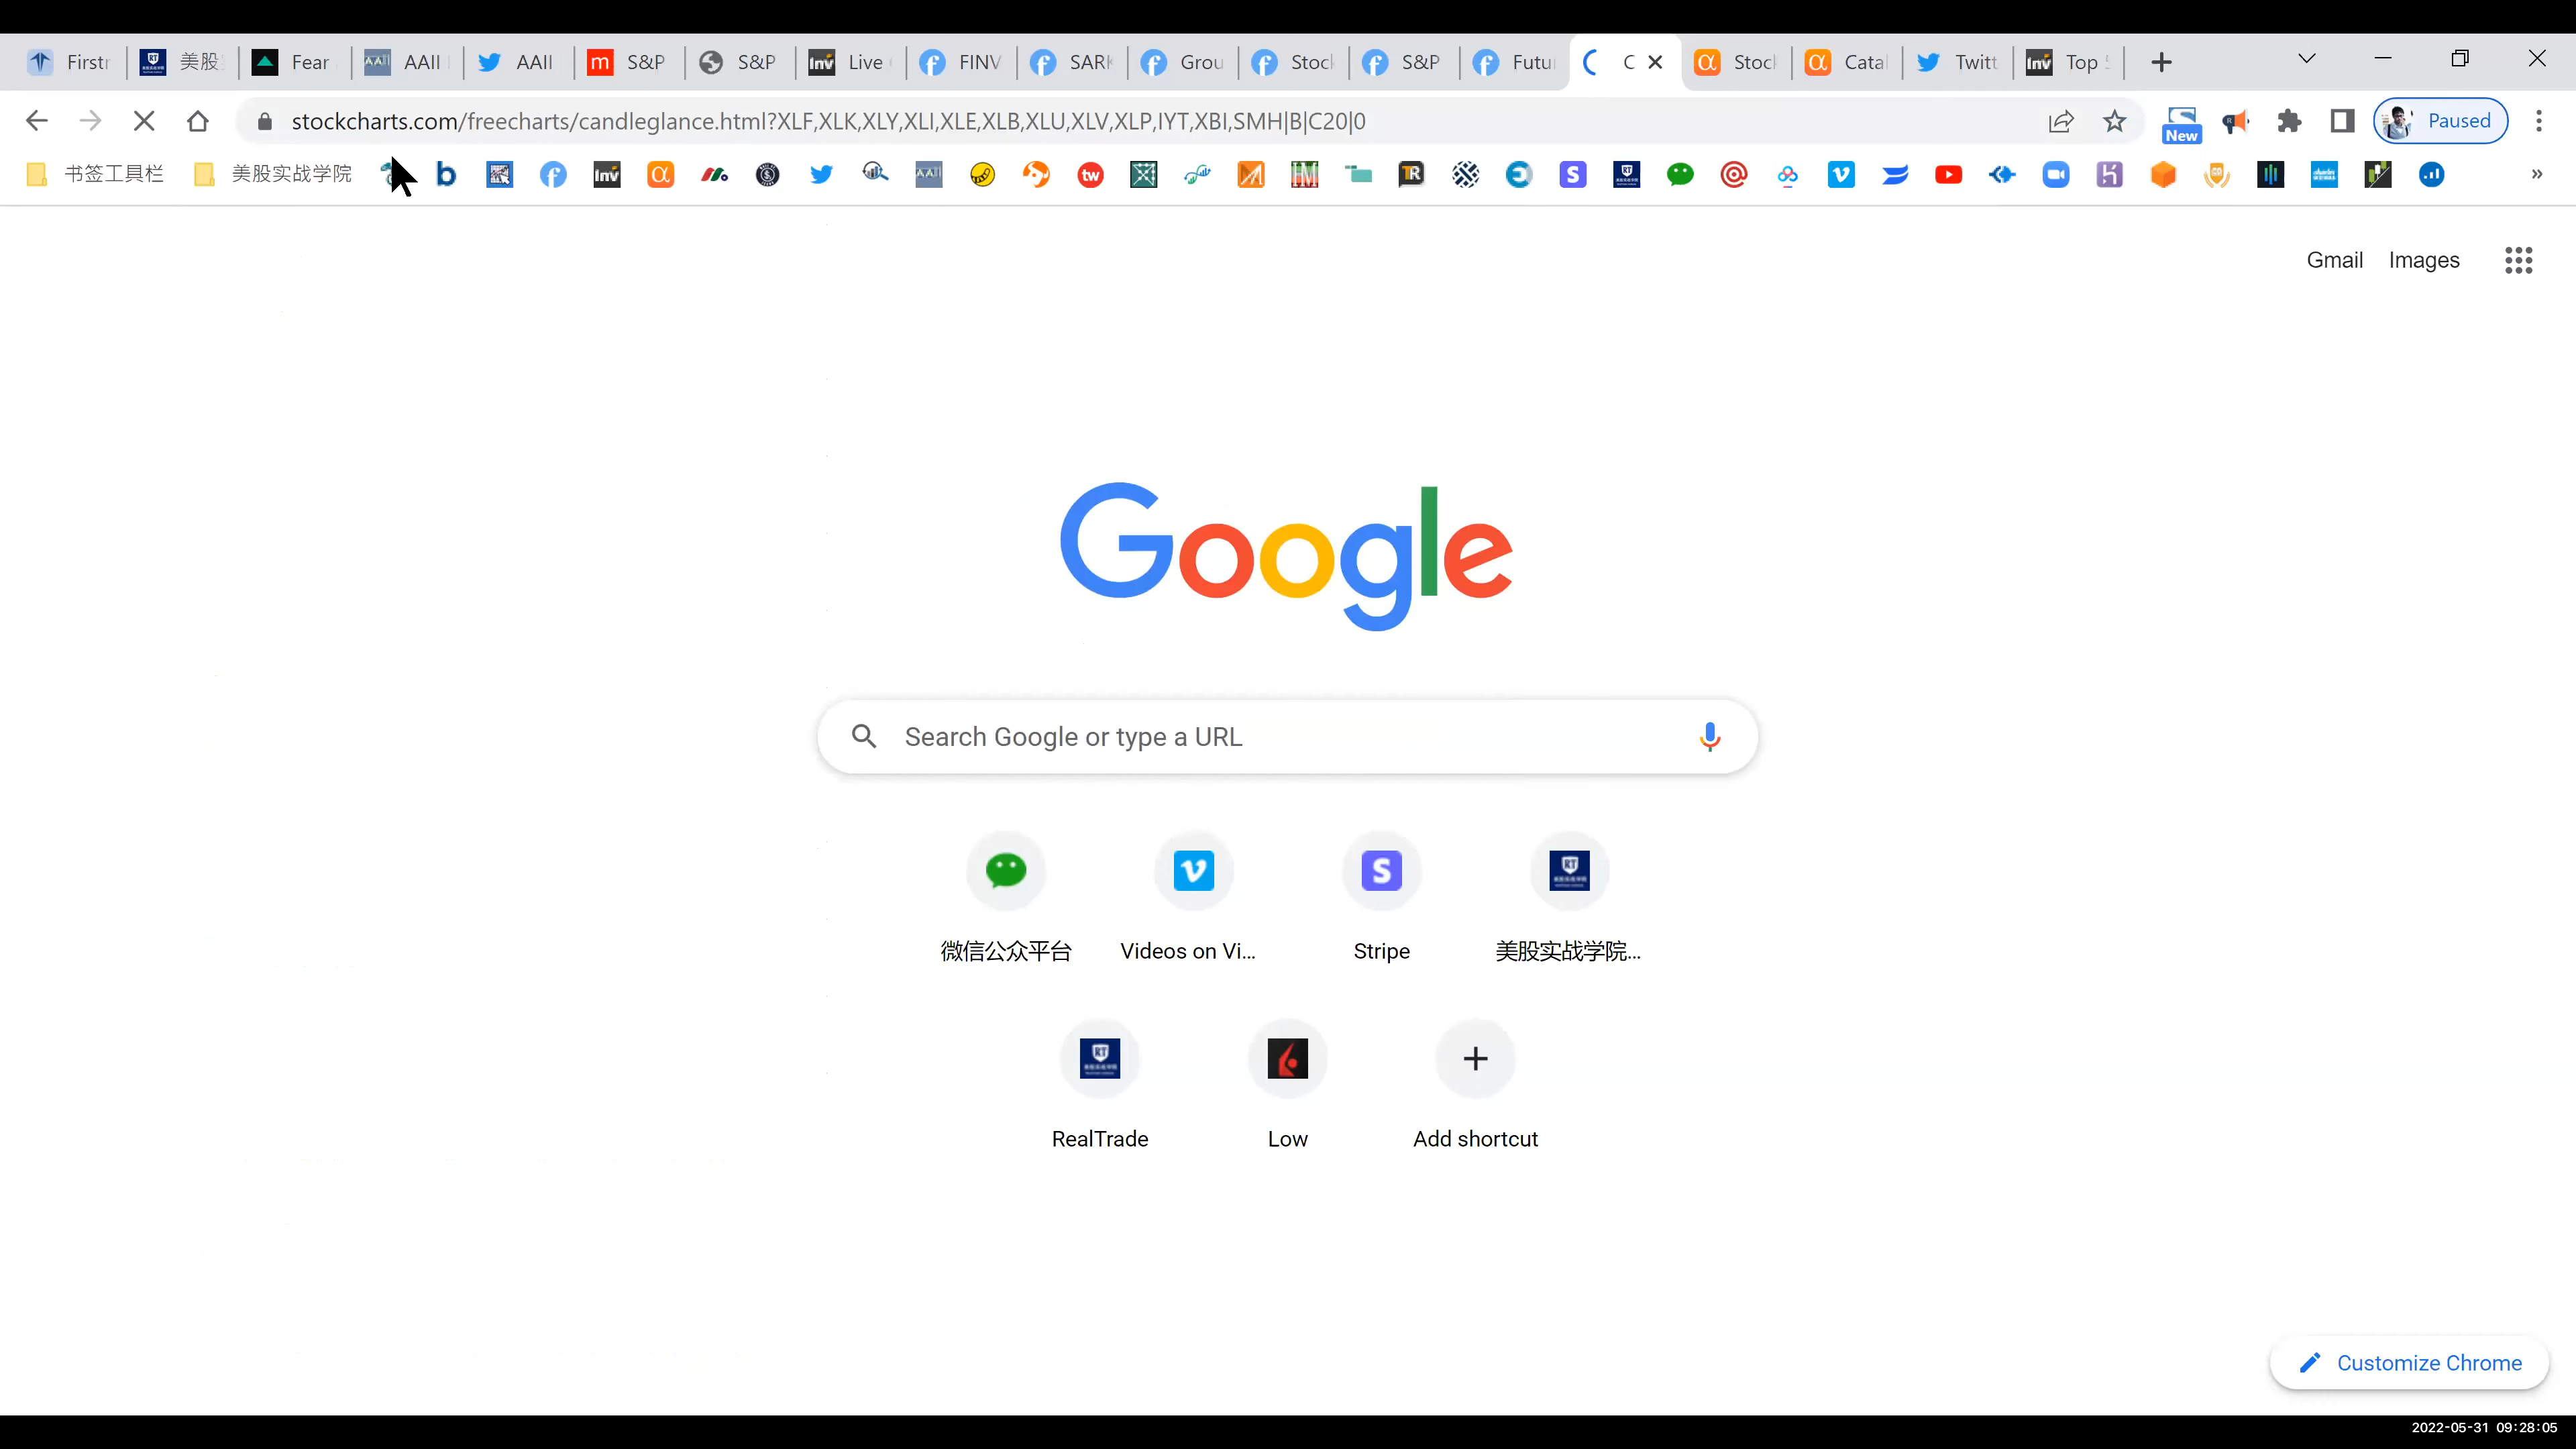 Firstr 美股 Fear AAII AAII S&P S&P Live FINV SARK Grou Stock S&P Futu C Stock Catal Twitt Top
stockcharts.com/freecharts/candleglance.html?XLF,XLK,XLY,XLI,XLE,XLB,XLU,XLV,XLP,IYT,XBI,SMH|B|C20|0 New Paused
书签工具栏 美股实战学院
Gmail Images
Google
Search Google or type a URL
微信公众平台 Videos on Vi... Stripe 美股实战学院...
RealTrade Low Add shortcut
Customize Chrome
2022-05-31 09:28:05